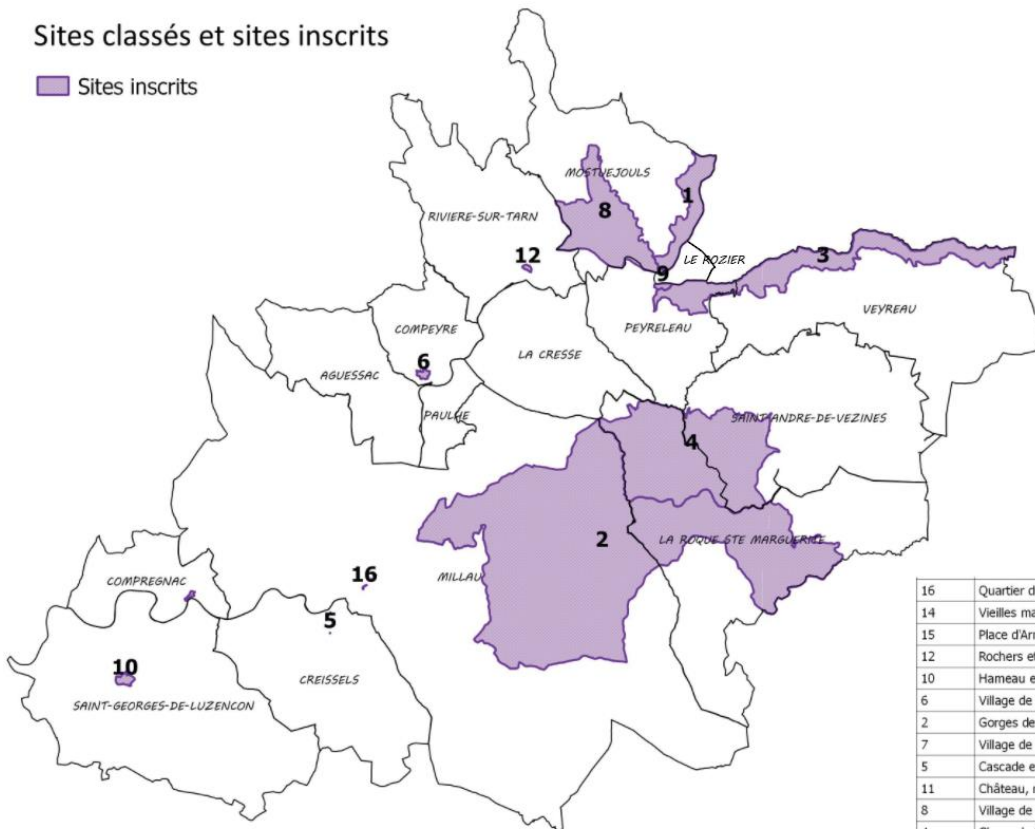 Sites classés et sites inscrits
Sites inscrits
MOSTUEJOULS
1
8
RIVIERE-SUR-TARN
12
LE ROZIER
3
9
VEYREAU
COMPEYRE
PEYRELEAU
LA CRESSE
6
AGUESSAC
PAULHE
SAINT-ANDRE-DE-VEZINES
4
2
LA ROQUE STE MARGUERITE
16
MILLAU
COMPREGNAC
5
10
CREISSELS
SAINT-GEORGES-DE-LUZENCON
16 Quartier d
14 Vieilles ma
15 Place d'Ar
12 Rochers et
10 Hameau e
6 Village de
2 Gorges de
7 Village de
5 Cascade e
11 Château, 
8 Village de